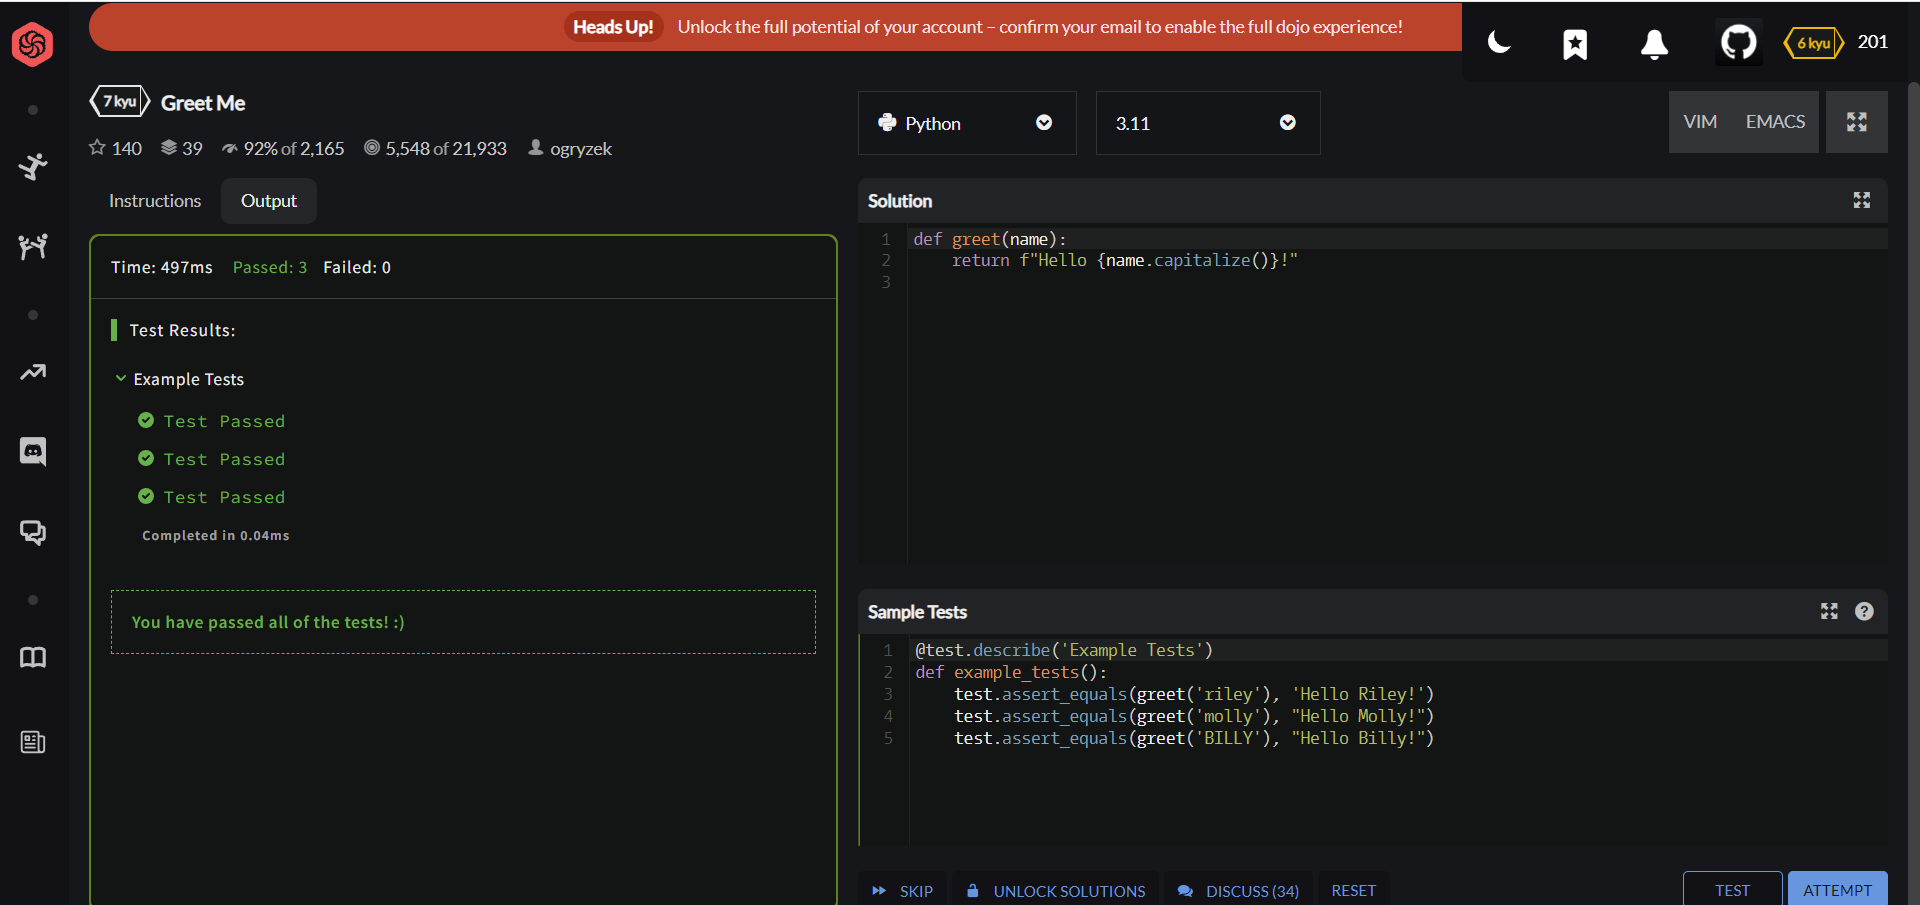 Heads Up! Unlock the full potential of your account – confirm your email to enable the full dojo experience!
6 kyu 201
7 kyu Greet Me
140 39 92% of 2,165 5,548 of 21,933 ogryzek
Instructions Output
Time: 497ms Passed: 3 Failed: 0
Test Results:
Example Tests
Test Passed
Test Passed
Test Passed
Completed in 0.04ms
You have passed all of the tests! :)
Python 3.11 VIM EMACS
Solution
1 def greet(name):
2     return f"Hello {name.capitalize()}!"
3
Sample Tests
1 @test.describe('Example Tests')
2 def example_tests():
3     test.assert_equals(greet('riley'), 'Hello Riley!')
4     test.assert_equals(greet('molly'), "Hello Molly!")
5     test.assert_equals(greet('BILLY'), "Hello Billy!")
SKIP UNLOCK SOLUTIONS DISCUSS (34) RESET TEST ATTEMPT